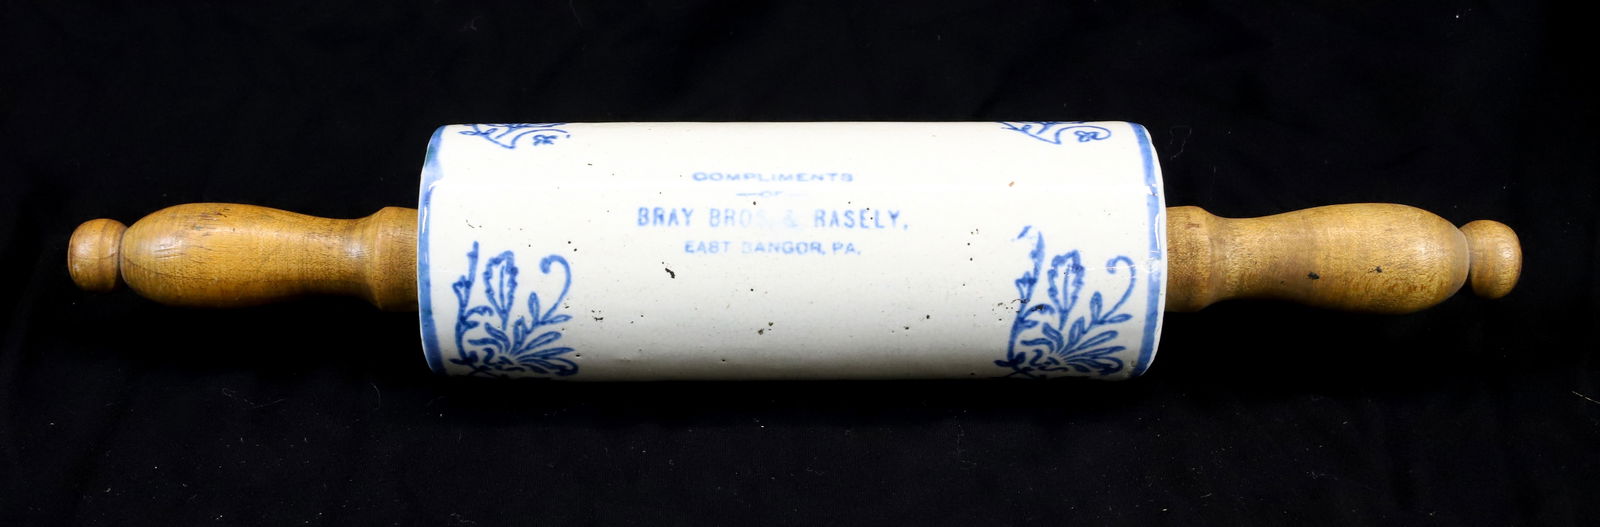 COMPLIMENTS
OF
BRAY BROS. & RASELY,
EAST BANGOR, PA.